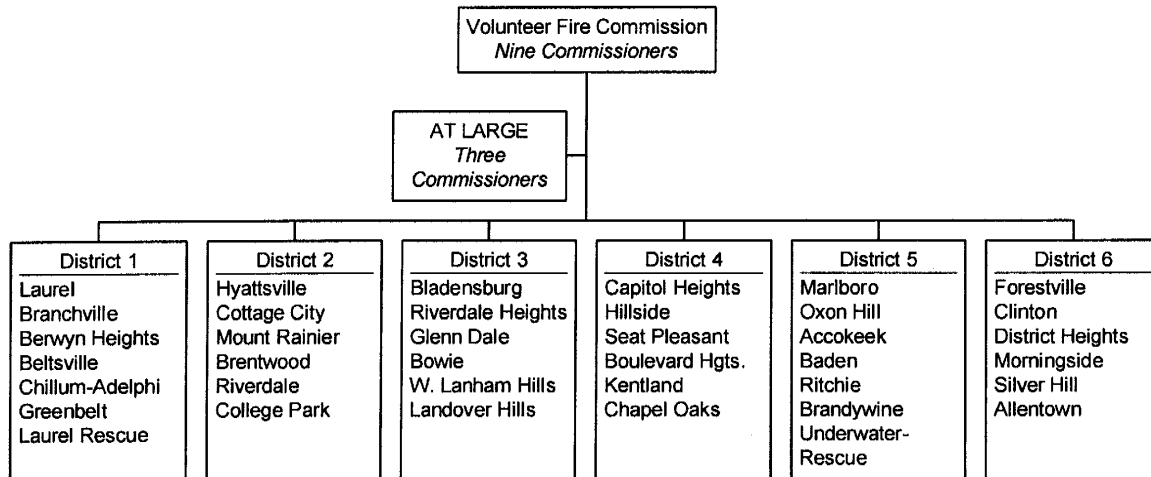 Volunteer Fire Commission
Nine Commissioners
AT LARGE
Three
Commissioners
District 1
Laurel
Branchville
Berwyn Heights
Beltsville
Chillum-Adelphi
Greenbelt
Laurel Rescue
District 2
Hyattsville
Cottage City
Mount Rainier
Brentwood
Riverdale
College Park
District 3
Bladensburg
Riverdale Heights
Glenn Dale
Bowie
W. Lanham Hills
Landover Hills
District 4
Capitol Heights
Hillside
Seat Pleasant
Boulevard Hgts.
Kentland
Chapel Oaks
District 5
Marlboro
Oxon Hill
Accokeek
Baden
Ritchie
Brandywine
Underwater-
Rescue
District 6
Forestville
Clinton
District Heights
Morningside
Silver Hill
Allentown